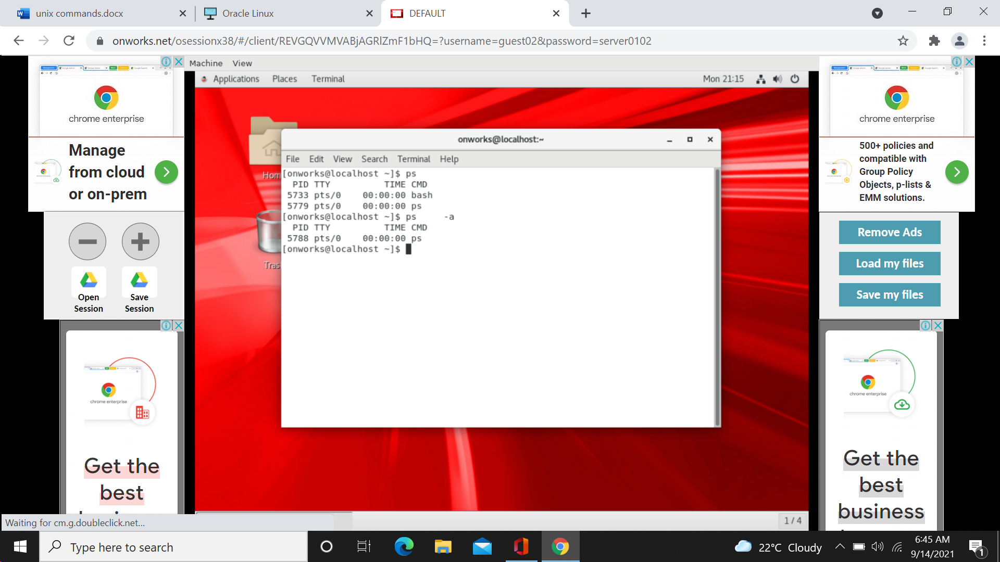 unix commands.docx
Oracle Linux
DEFAULT
onworks.net/osessionx38/#/client/REVGQVVMVABjAGRlZmF1bHQ=?username=guest02&password=server0102
Machine View
Applications Places Terminal Mon 21:15
chrome enterprise
Manage
from cloud
or on-prem
Open
Session
Save
Session
chrome enterprise
Get the
best
Hom
Tras
onworks@localhost:~
File Edit View Search Terminal Help
[onworks@localhost ~]$ ps
PID TTY TIME CMD
5733 pts/0 00:00:00 bash
5779 pts/0 00:00:00 ps
[onworks@localhost ~]$ ps -a
PID TTY TIME CMD
5788 pts/0 00:00:00 ps
[onworks@localhost ~]$
1 / 4
chrome enterprise
500+ policies and
compatible with
Group Policy
Objects, p-lists &
EMM solutions.
Remove Ads
Load my files
Save my files
chrome enterprise
Get the
best
business
Waiting for cm.g.doubleclick.net...
Type here to search
22°C Cloudy
6:45 AM
9/14/2021
1